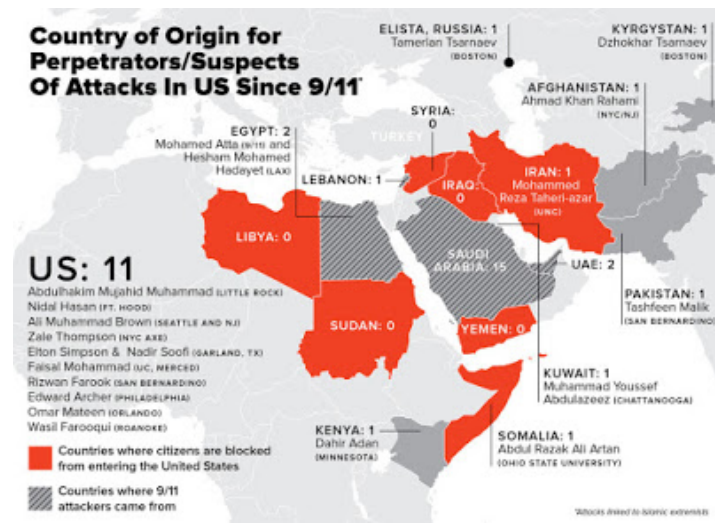 Country of Origin for
Perpetrators/Suspects
Of Attacks In US Since 9/11*
ELISTA, RUSSIA: 1
Tamerlan Tsarnaev
(BOSTON)
KYRGYSTAN: 1
Dzhokhar Tsarnaev
(BOSTON)
AFGHANISTAN: 1
Ahmad Khan Rahami
(NYC/NJ)
SYRIA:
0
TURKEY
EGYPT: 2
Mohamed Atta (9/11) and
Hesham Mohamed
Hadayet (LAX)
LEBANON: 1
IRAQ:
0
IRAN: 1
Mohammed
Reza Taheri-azar
(UNC)
LIBYA: 0
SAUDI
ARABIA: 15
UAE: 2
PAKISTAN: 1
Tashfeen Malik
(SAN BERNARDINO)
SUDAN: 0
YEMEN: 0
KUWAIT: 1
Muhammad Youssef
Abdulazeez (CHATTANOOGA)
KENYA: 1
Dahir Adan
(MINNESOTA)
SOMALIA: 1
Abdul Razak Ali Artan
(OHIO STATE UNIVERSITY)
US: 11
Abdulhakim Mujahid Muhammad (LITTLE ROCK)
Nidal Hasan (FT. HOOD)
Ali Muhammad Brown (SEATTLE AND NJ)
Zale Thompson (NYC AXE)
Elton Simpson & Nadir Soofi (GARLAND, TX)
Faisal Mohammad (UC, MERCED)
Rizwan Farook (SAN BERNARDINO)
Edward Archer (PHILADELPHIA)
Omar Mateen (ORLANDO)
Wasil Farooqui (ROANOKE)
Countries where citizens are blocked
from entering the United States
Countries where 9/11
attackers came from
*Attacks linked to Islamic extremists